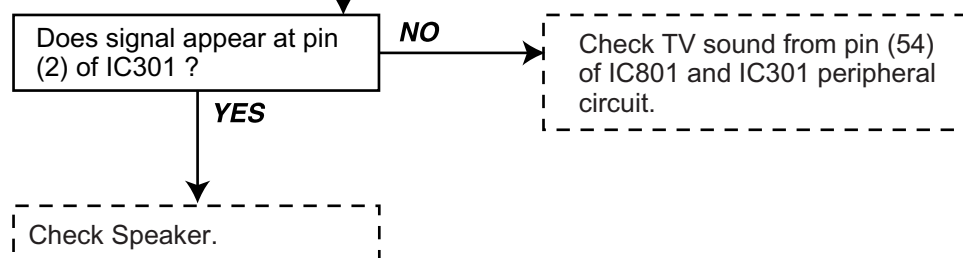 Does signal appear at pin
(2) of IC301 ?
NO
Check TV sound from pin (54)
of IC801 and IC301 peripheral
circuit.
YES
Check Speaker.